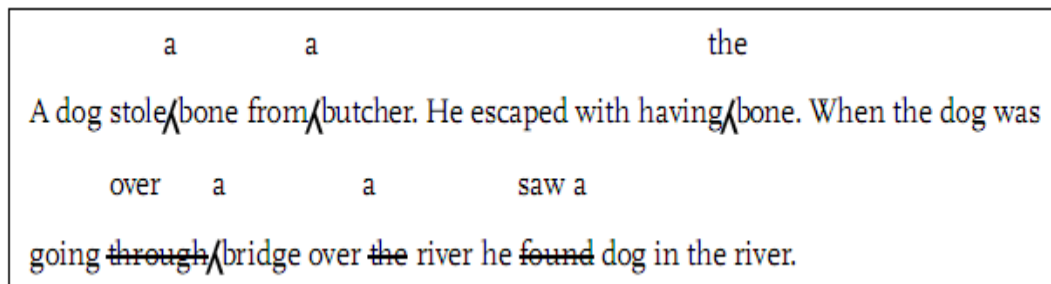 a a the
A dog stole/\bone from/\butcher. He escaped with having/\bone. When the dog was
over a a saw a
going through/\bridge over the river he found dog in the river.